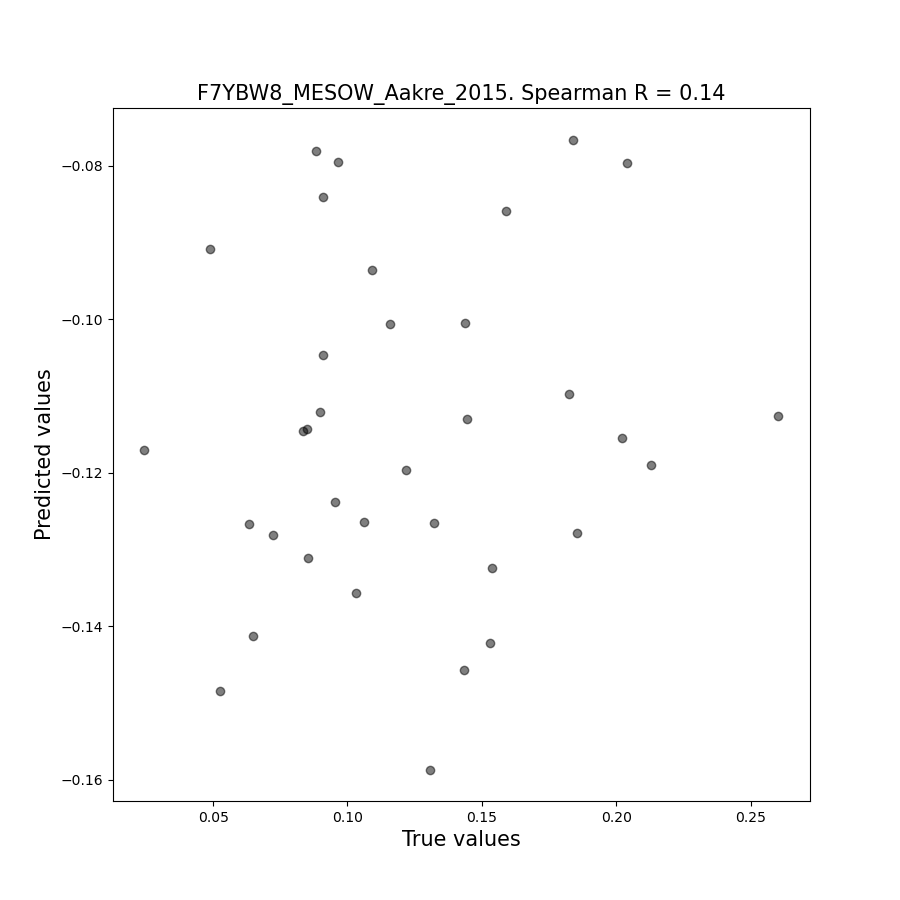 F7YBW8_MESOW_Aakre_2015. Spearman R = 0.14
−0.08
−0.10
−0.12
−0.14
−0.16
Predicted values
0.05 0.10 0.15 0.20 0.25
True values